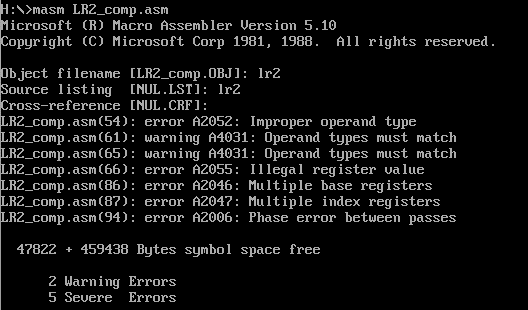 H:\>masm LR2_comp.asm
Microsoft (R) Macro Assembler Version 5.10
Copyright (C) Microsoft Corp 1981, 1988.  All rights reserved.
Object filename [LR2_comp.OBJ]: lr2
Source listing  [NUL.LST]: lr2
Cross-reference [NUL.CRF]:
LR2_comp.asm(54): error A2052: Improper operand type
LR2_comp.asm(61): warning A4031: Operand types must match
LR2_comp.asm(65): warning A4031: Operand types must match
LR2_comp.asm(66): error A2055: Illegal register value
LR2_comp.asm(86): error A2046: Multiple base registers
LR2_comp.asm(87): error A2047: Multiple index registers
LR2_comp.asm(94): error A2006: Phase error between passes
47822 + 459438 Bytes symbol space free
2 Warning Errors
5 Severe  Errors